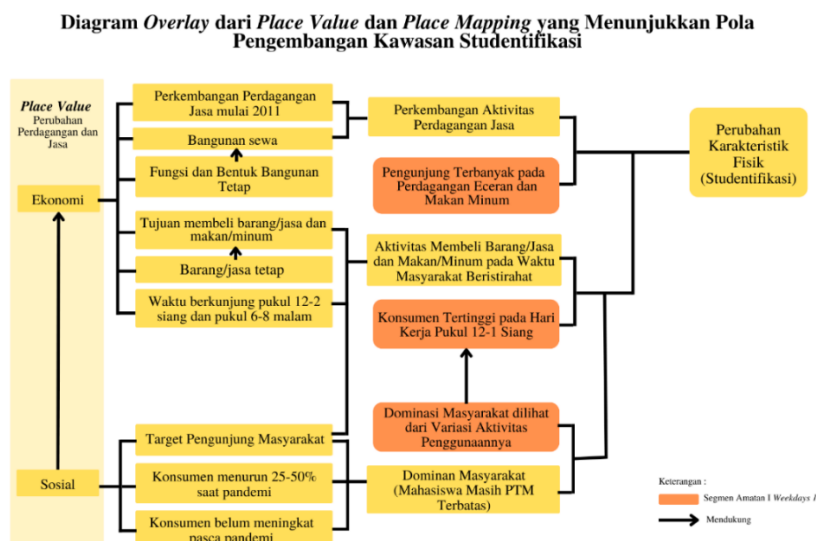 Diagram Overlay dari Place Value dan Place Mapping yang Menunjukkan Pola
Pengembangan Kawasan Studentifikasi
Place Value
Perubahan
Perdagangan dan
Jasa
Ekonomi
Sosial
Perkembangan Perdagangan
Jasa mulai 2011
Bangunan sewa
Fungsi dan Bentuk Bangunan
Tetap
Tujuan membeli barang/jasa dan
makan/minum
Barang/jasa tetap
Waktu berkunjung pukul 12-2
siang dan pukul 6-8 malam
Target Pengunjung Masyarakat
Konsumen menurun 25-50%
saat pandemi
Konsumen belum meningkat
pasca pandemi
Perkembangan Aktivitas
Perdagangan Jasa
Pengunjung Terbanyak pada
Perdagangan Eceran dan
Makan Minum
Aktivitas Membeli Barang/Jasa
dan Makan/Minum pada Waktu
Masyarakat Beristirahat
Konsumen Tertinggi pada Hari
Kerja Pukul 12-1 Siang
Dominasi Masyarakat dilihat
dari Variasi Aktivitas
Penggunaannya
Dominan Masyarakat
(Mahasiswa Masih PTM
Terbatas)
Perubahan
Karakteristik
Fisik
(Studentifikasi)
Keterangan :
Segmen Amatan I Weekdays I
Mendukung